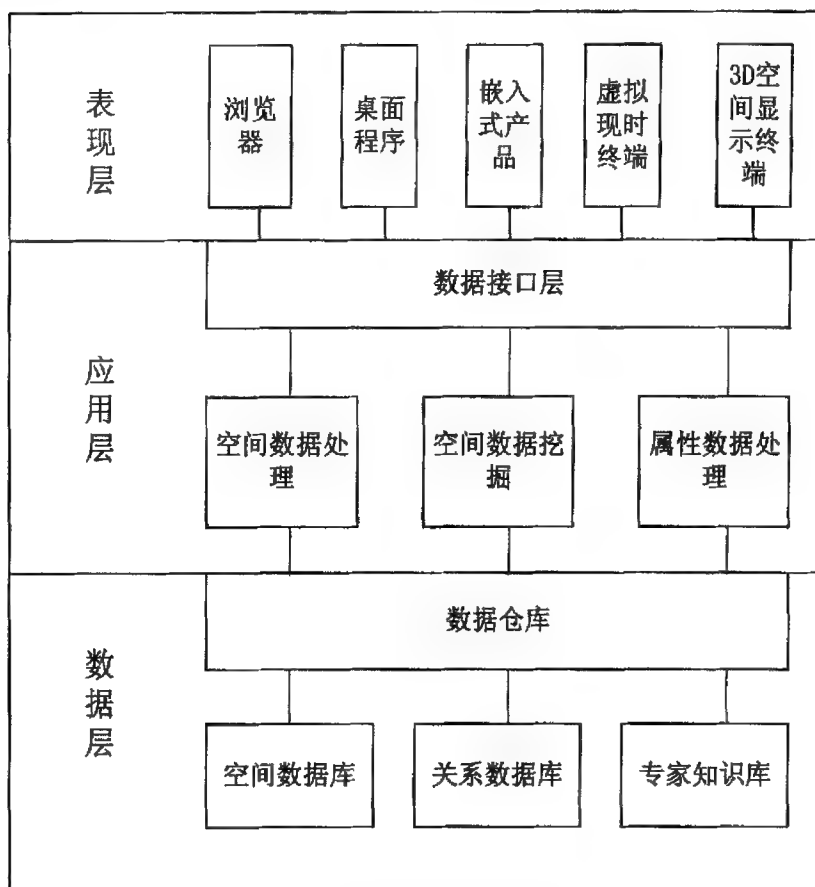 表现层
浏览
器
桌面
程序
嵌入
式产
品
虚拟
现时
终端
3D空
间显
示终
端
应用层
数据接口层
空间数据处
理
空间数据挖
掘
属性数据处
理
数据层
数据仓库
空间数据库
关系数据库
专家知识库